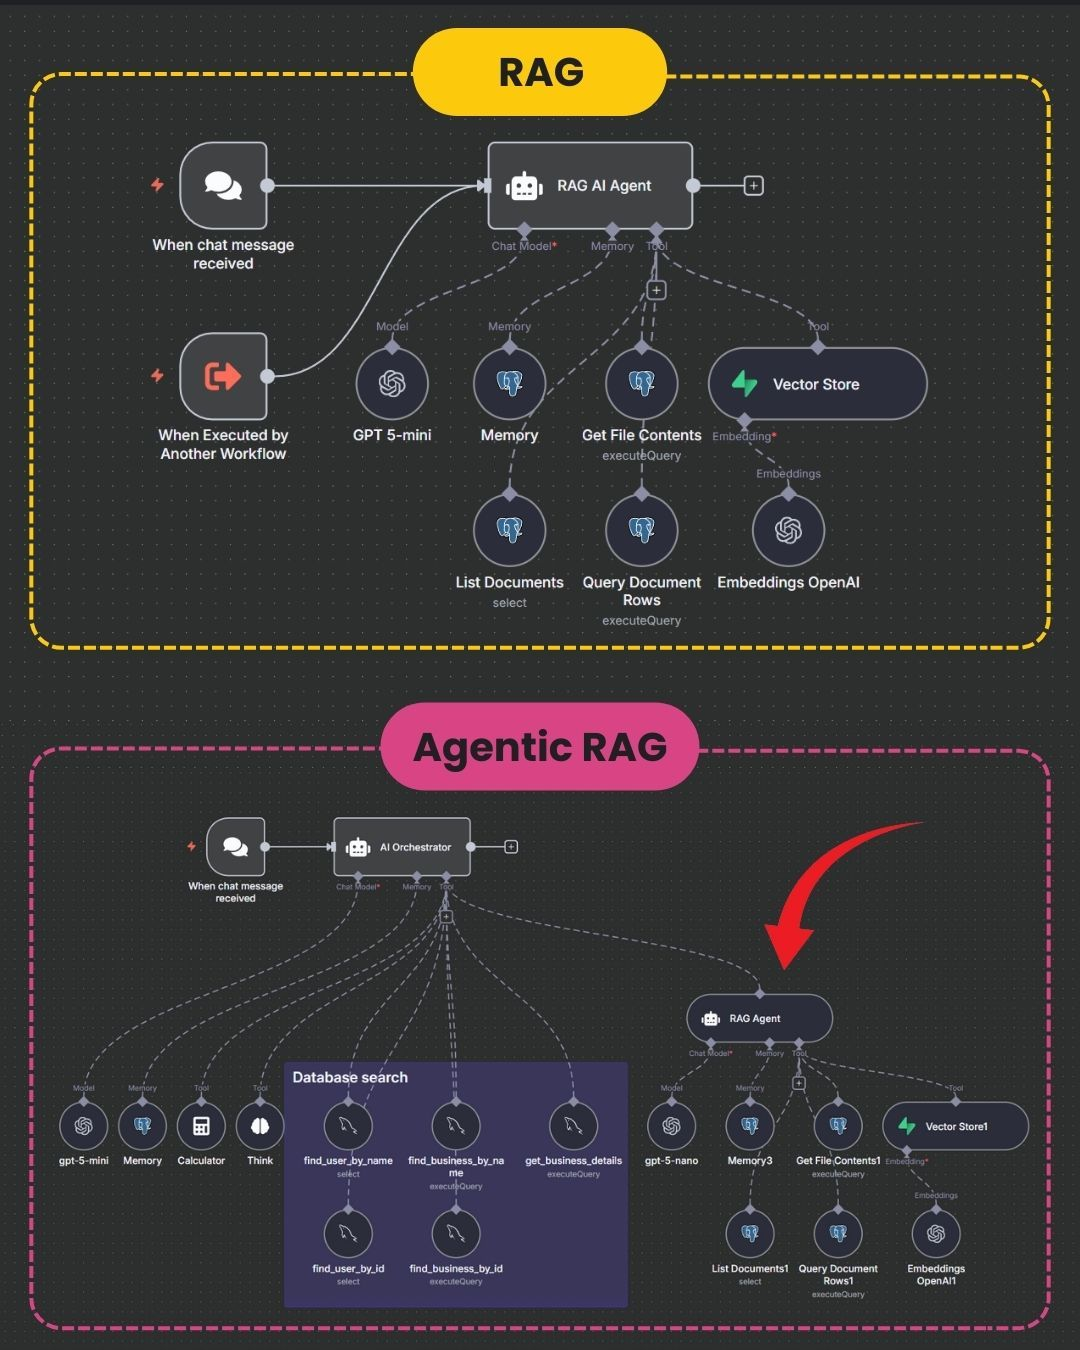 RAG
RAG AI Agent
Chat Model*
Memory
Tool
When chat message
received
Model
Memory
Tool
Vector Store
When Executed by
Another Workflow
GPT 5-mini
Memory
Get File Contents
executeQuery
Embedding*
Embeddings
List Documents
select
Query Document
Rows
executeQuery
Embeddings OpenAI
Agentic RAG
AI Orchestrator
When chat message
received
Chat Model*
Memory
Tool
RAG Agent
Chat Model*
Memory
Tool
Database search
Model
Memory
Tool
Tool
Model
Memory
Tool
Vector Store1
gpt-5-mini
Memory
Calculator
Think
find_user_by_name
select
find_business_by_na
me
executeQuery
get_business_details
executeQuery
gpt-5-nano
Memory3
Get File Contents1
executeQuery
Embedding*
Embeddings
find_user_by_id
select
find_business_by_id
executeQuery
List Documents1
select
Query Document
Rows1
executeQuery
Embeddings
OpenAI1